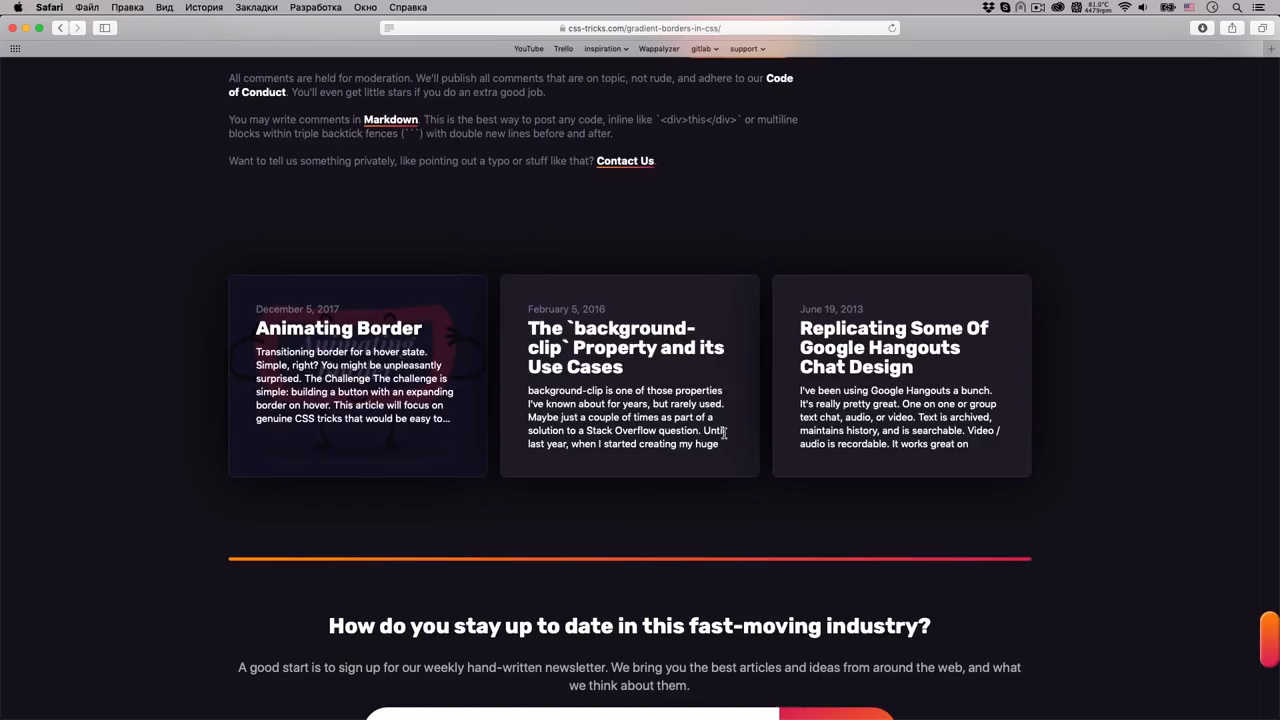 Safari Файл Правка Вид История Закладки Разработка Окно Справка
81.0°C
4479rpm
css-tricks.com/gradient-borders-in-css/
YouTube Trello inspiration Wappalyzer gitlab support
All comments are held for moderation. We'll publish all comments that are on topic, not rude, and adhere to our Code
of Conduct. You'll even get little stars if you do an extra good job.
You may write comments in Markdown. This is the best way to post any code, inline like `<div>this</div>` or multiline
blocks within triple backtick fences (```) with double new lines before and after.
Want to tell us something privately, like pointing out a typo or stuff like that? Contact Us.
December 5, 2017
Animating Border
Transitioning border for a hover state.
Simple, right? You might be unpleasantly
surprised. The Challenge The challenge is
simple: building a button with an expanding
border on hover. This article will focus on
genuine CSS tricks that would be easy to...
February 5, 2016
The `background-
clip` Property and its
Use Cases
background-clip is one of those properties
I've known about for years, but rarely used.
Maybe just a couple of times as part of a
solution to a Stack Overflow question. Until
last year, when I started creating my huge
June 19, 2013
Replicating Some Of
Google Hangouts
Chat Design
I've been using Google Hangouts a bunch.
It's really pretty great. One on one or group
text chat, audio, or video. Text is archived,
maintains history, and is searchable. Video /
audio is recordable. It works great on
How do you stay up to date in this fast-moving industry?
A good start is to sign up for our weekly hand-written newsletter. We bring you the best articles and ideas from around the web, and what
we think about them.